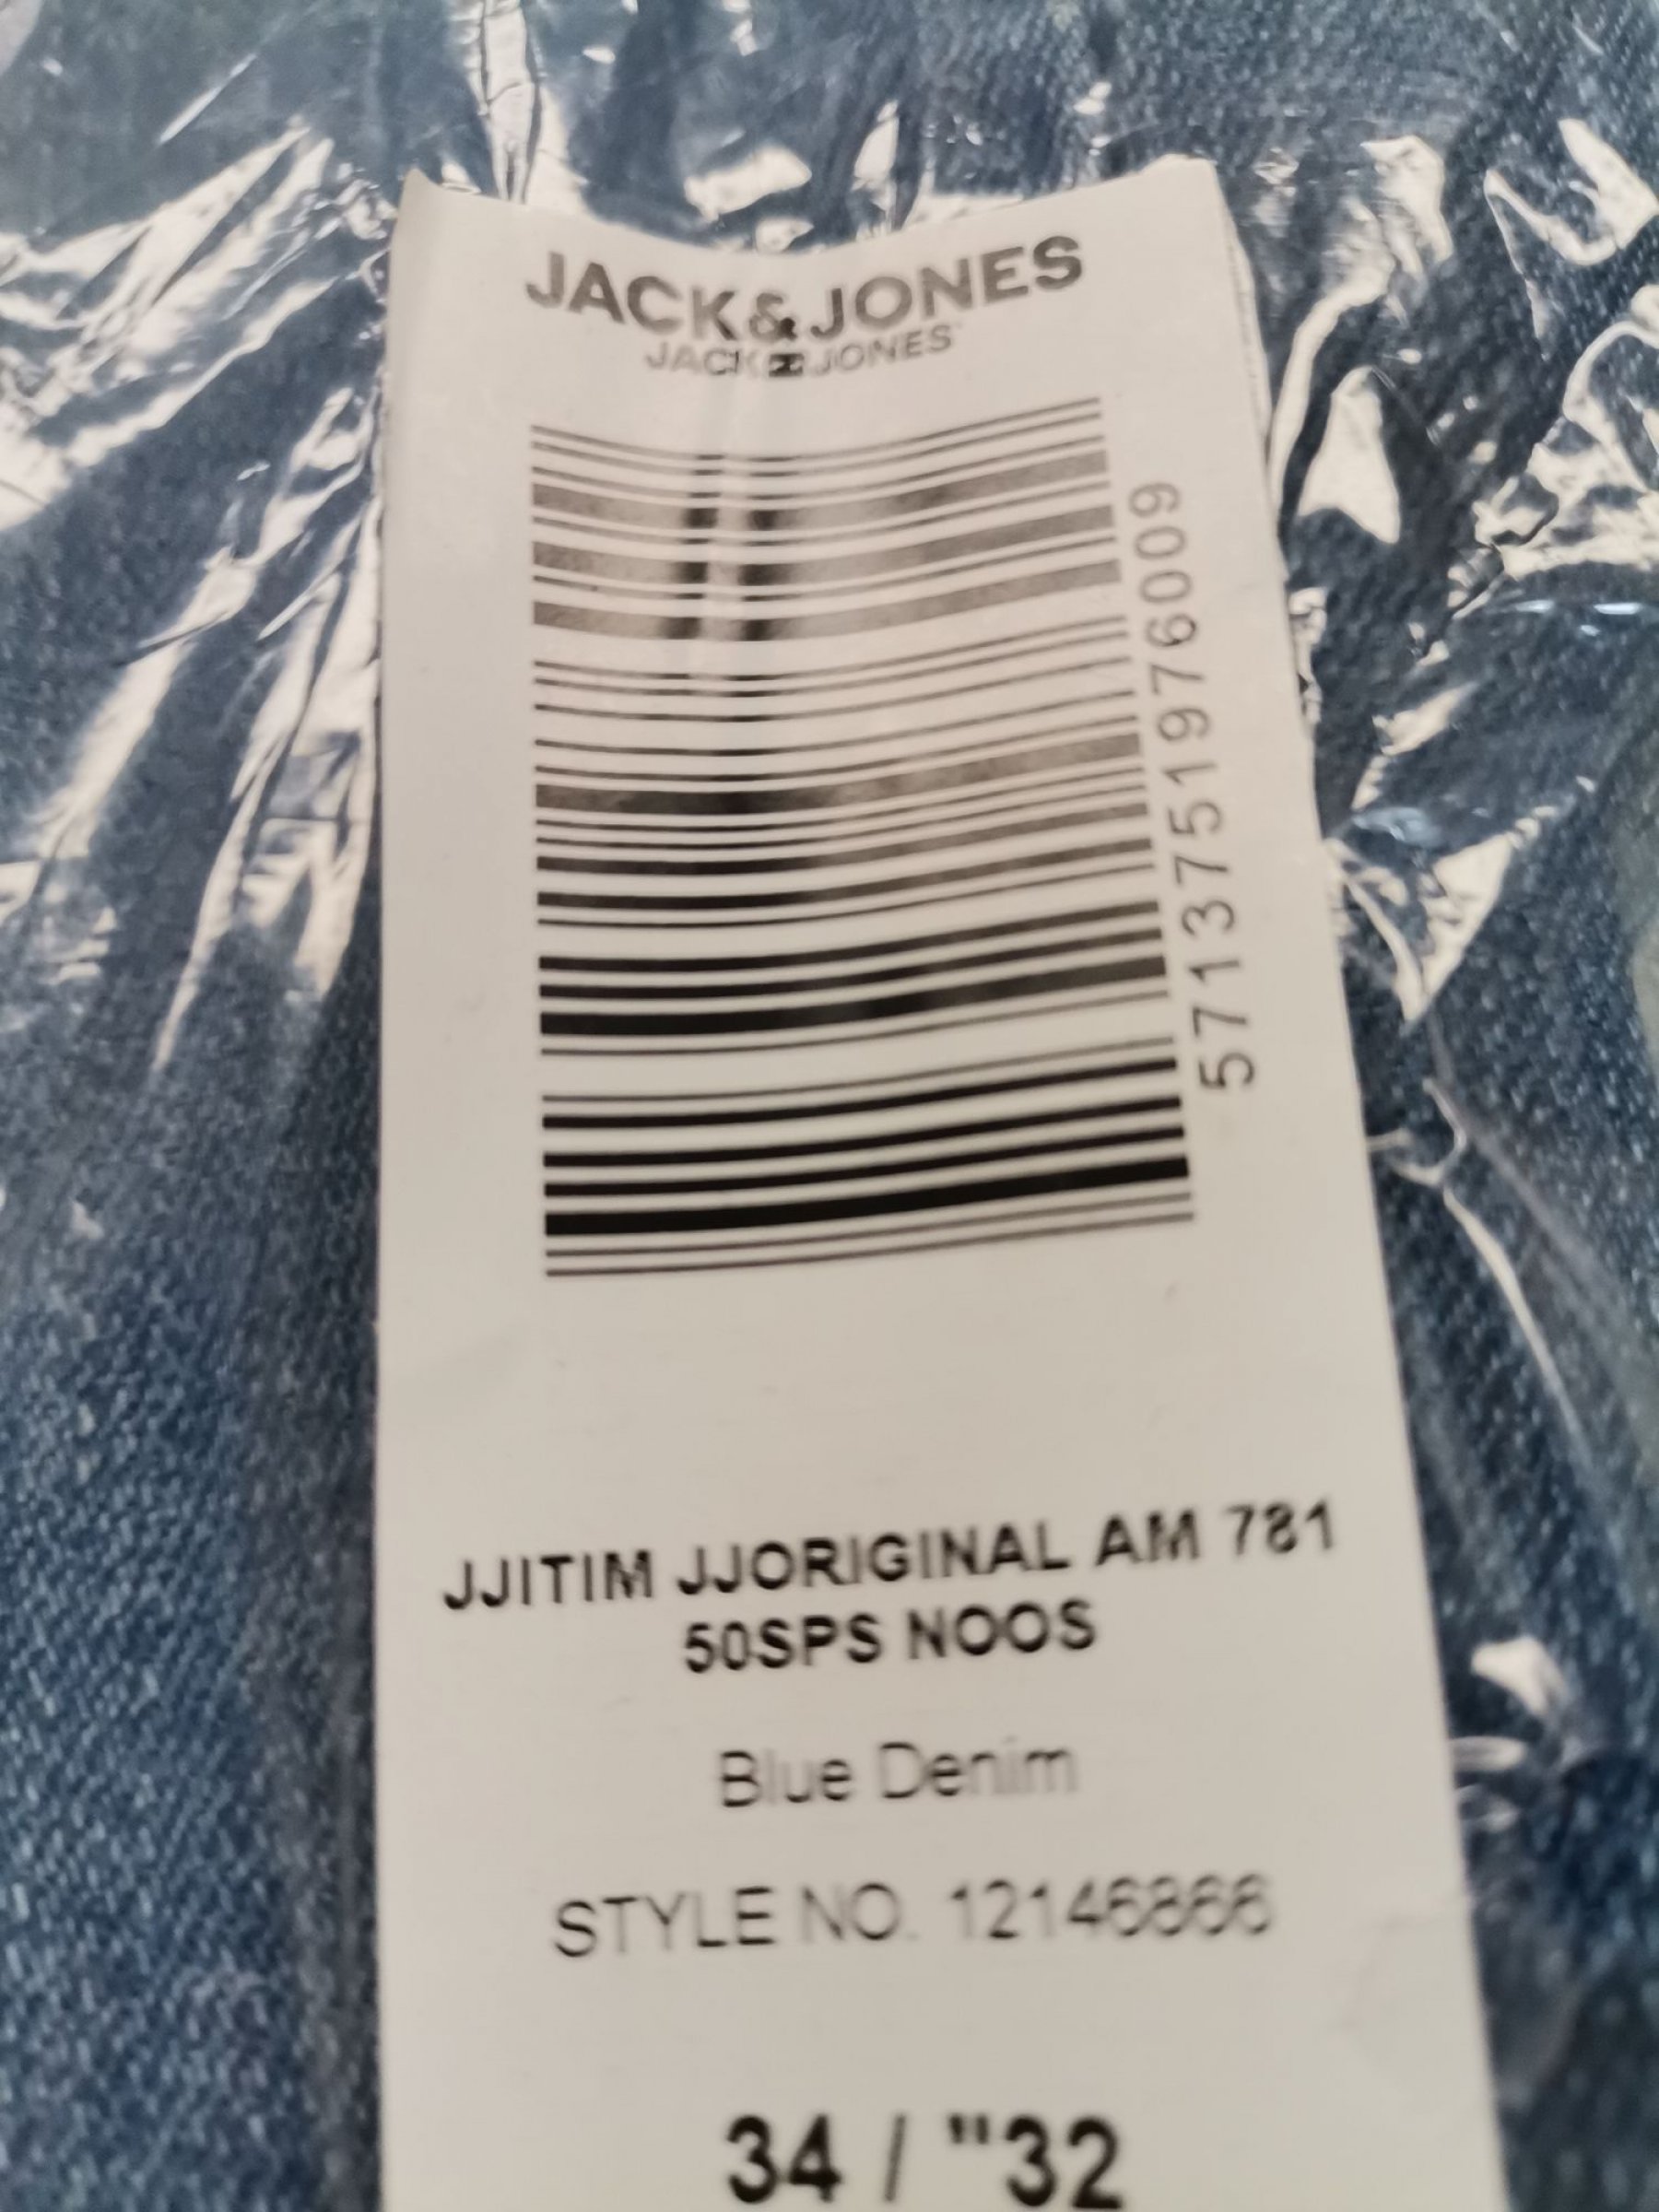 JACK&JONES
JACK & JONES
5713751976009
JJITIM JJORIGINAL AM 781
50SPS NOOS
Blue Denim
STYLE NO. 12146866
34 / "32